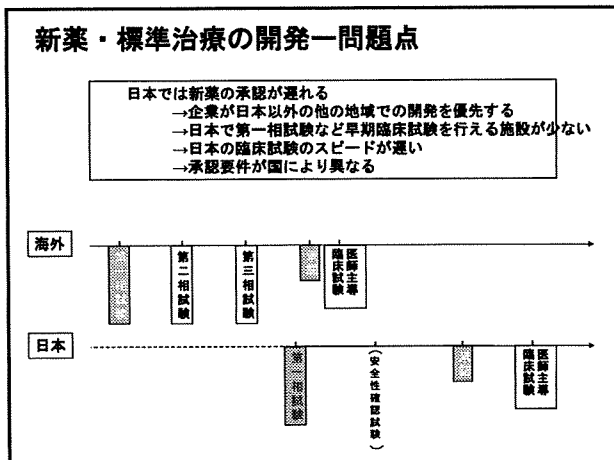 新薬・標準治療の開発ー問題点
日本では新薬の承認が遅れる
→企業が日本以外の他の地域での開発を優先する
→日本で第一相試験など早期臨床試験を行える施設が少ない
→日本の臨床試験のスピードが遅い
→承認要件が国により異なる
海外
第二相試験
第三相試験
医師主導
臨床試験
日本
第一相試験
(安全性確認試験)
医師主導
臨床試験